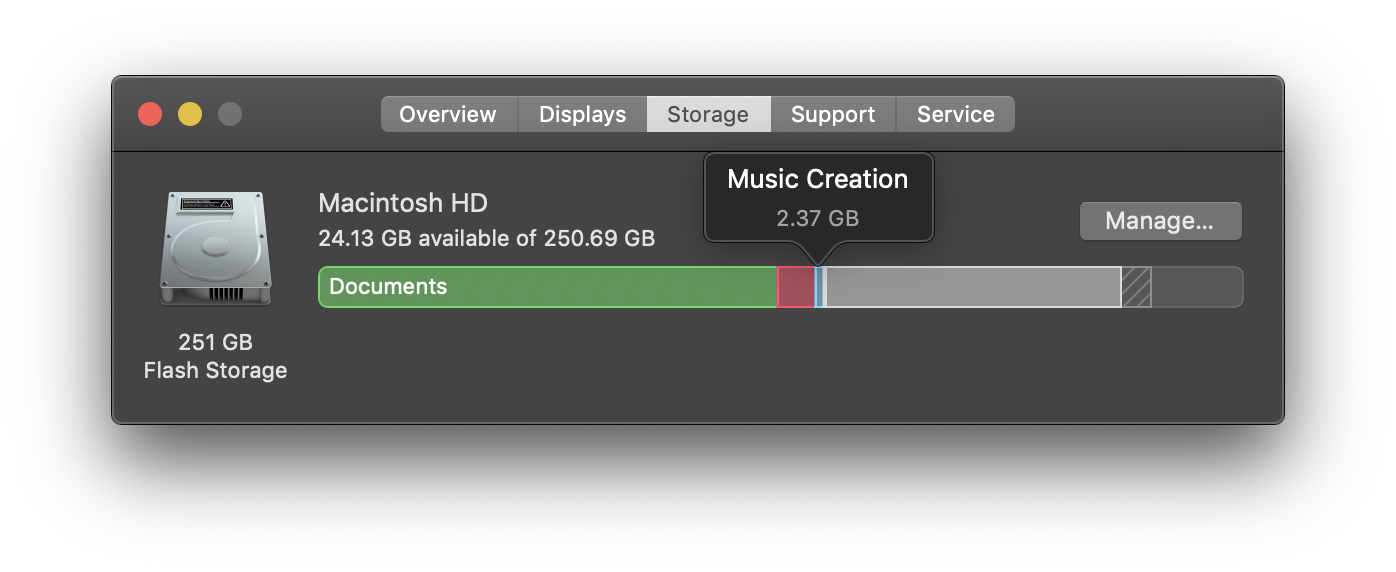 Overview
Displays
Storage
Support
Service
Music Creation
2.37 GB
Macintosh HD
24.13 GB available of 250.69 GB
Manage...
Documents
251 GB
Flash Storage